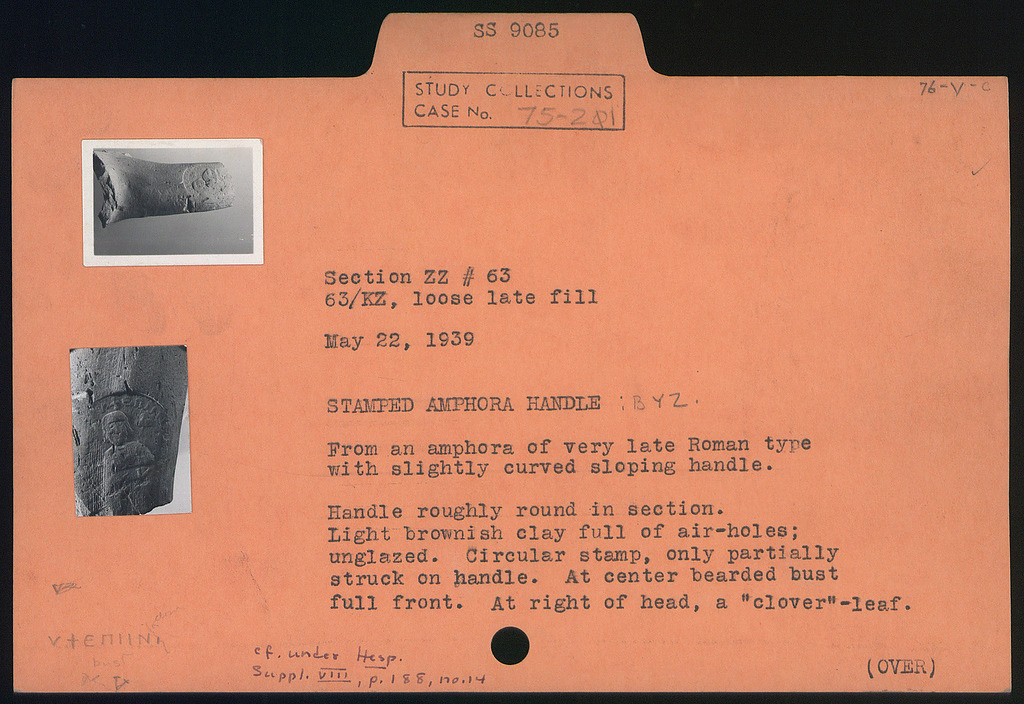 SS 9085
STUDY COLLECTIONS
CASE No. 75-201
76-V-C
Section ZZ # 63
63/KZ, loose late fill
May 22, 1939
STAMPED AMPHORA HANDLE : BYZ.
From an amphora of very late Roman type
with slightly curved sloping handle.
Handle roughly round in section.
Light brownish clay full of air-holes;
unglazed. Circular stamp, only partially
struck on handle. At center bearded bust
full front. At right of head, a "clover"-leaf.
bust
cf. under Hesp.
Suppl. VIII, p. 188, no. 14
(OVER)